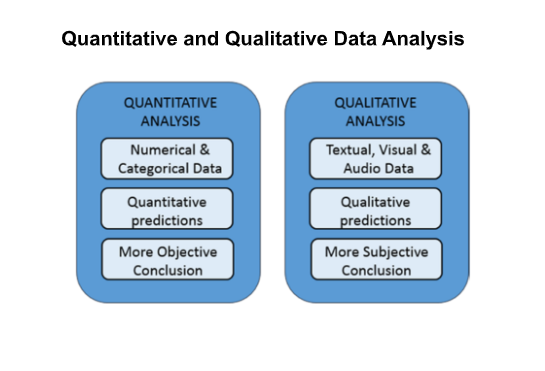 Quantitative and Qualitative Data Analysis
QUANTITATIVE
ANALYSIS
Numerical &
Categorical Data
Quantitative
predictions
More Objective
Conclusion
QUALITATIVE
ANALYSIS
Textual, Visual &
Audio Data
Qualitative
predictions
More Subjective
Conclusion